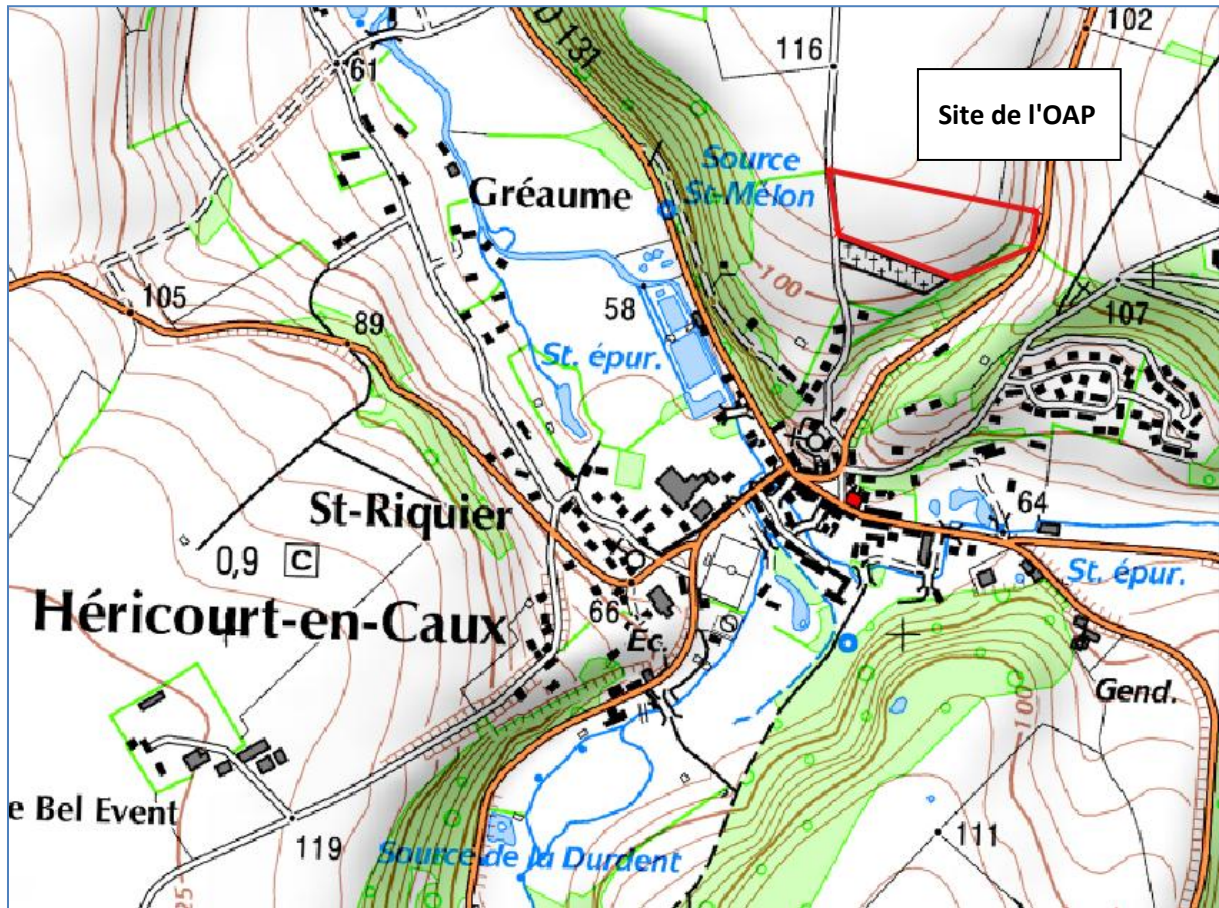 102
D 131
116
61
Site de l'OAP
Source
St-Mélon
Gréaume
100
105
58
107
89
St. épur.
St-Riquier
64
0,9 C
St. épur.
Héricourt-en-Caux
66
Ec.
100
Gend.
e Bel Event
119
111
Source de la Durdent
25